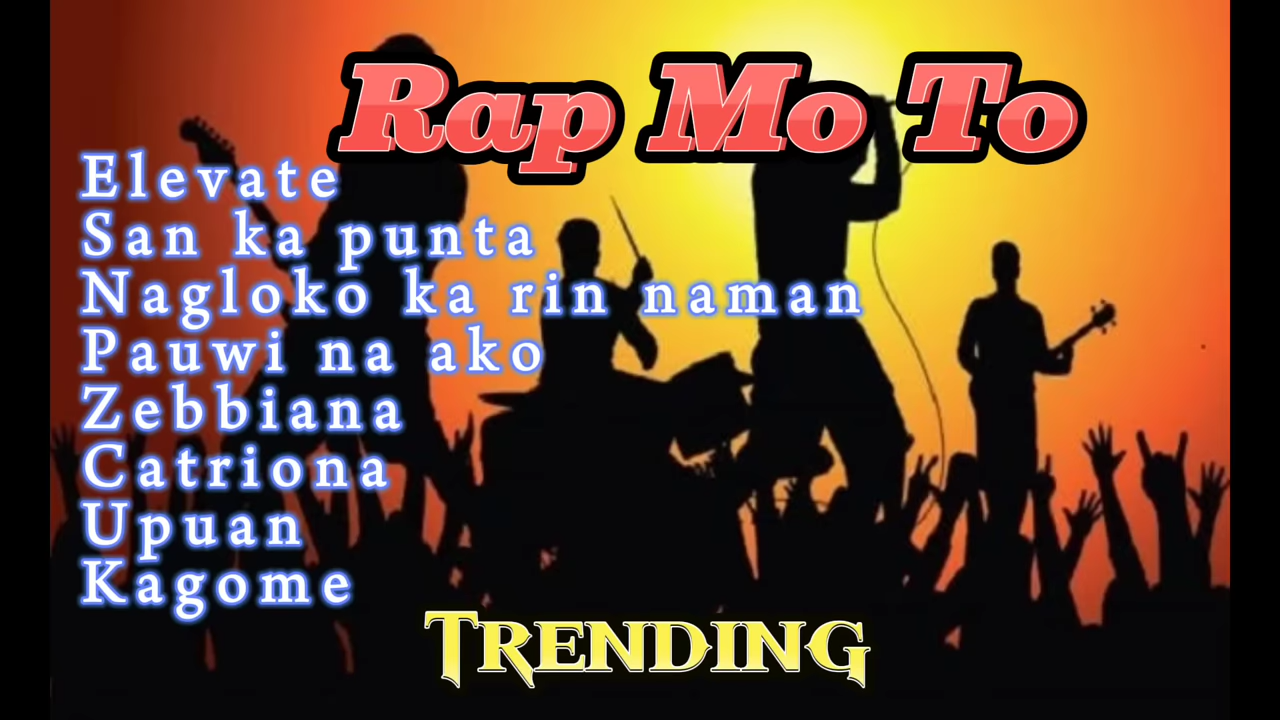 Rap Mo To
Elevate
San ka punta
Nagloko ka rin naman
Pauwi na ako
Zebbiana
Catriona
Upuan
Kagome
TRENDING